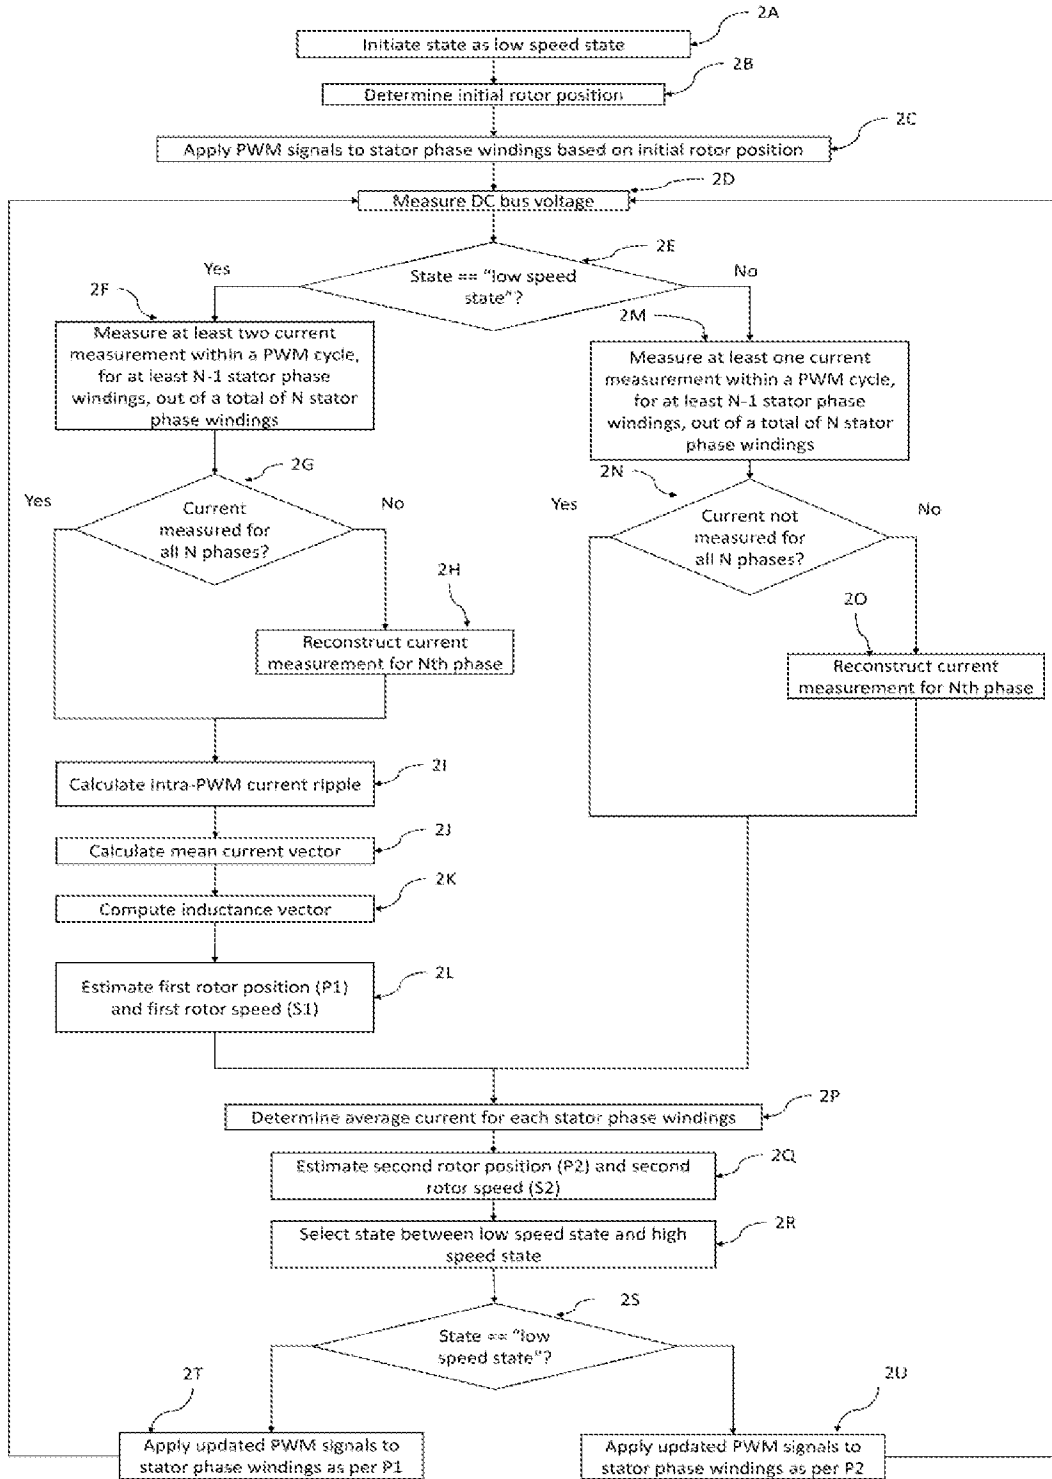 2A
Initiate state as low speed state
2B
Determine initial rotor position
2C
Apply PWM signals to stator phase windings based on initial rotor position
2D
Measure DC bus voltage
2E
State == "low speed
state"?
Yes
No
2F
Measure at least two current
measurement within a PWM cycle,
for at least N-1 stator phase
windings, out of a total of N stator
phase windings
2M
Measure at least one current
measurement within a PWM cycle,
for at least N-1 stator phase
windings, out of a total of N stator
phase windings
2G
Yes
No
Current
measured for
all N phases?
2N
Yes
No
Current not
measured for
all N phases?
2H
Reconstruct current
measurement for Nth phase
2O
Reconstruct current
measurement for Nth phase
2I
Calculate intra-PWM current ripple
2J
Calculate mean current vector
2K
Compute inductance vector
2L
Estimate first rotor position (P1)
and first rotor speed (S1)
2P
Determine average current for each stator phase windings
2Q
Estimate second rotor position (P2) and second
rotor speed (S2)
2R
Select state between low speed state and high
speed state
2S
State == "low
speed state"?
2T
Apply updated PWM signals to
stator phase windings as per P1
2U
Apply updated PWM signals to
stator phase windings as per P2